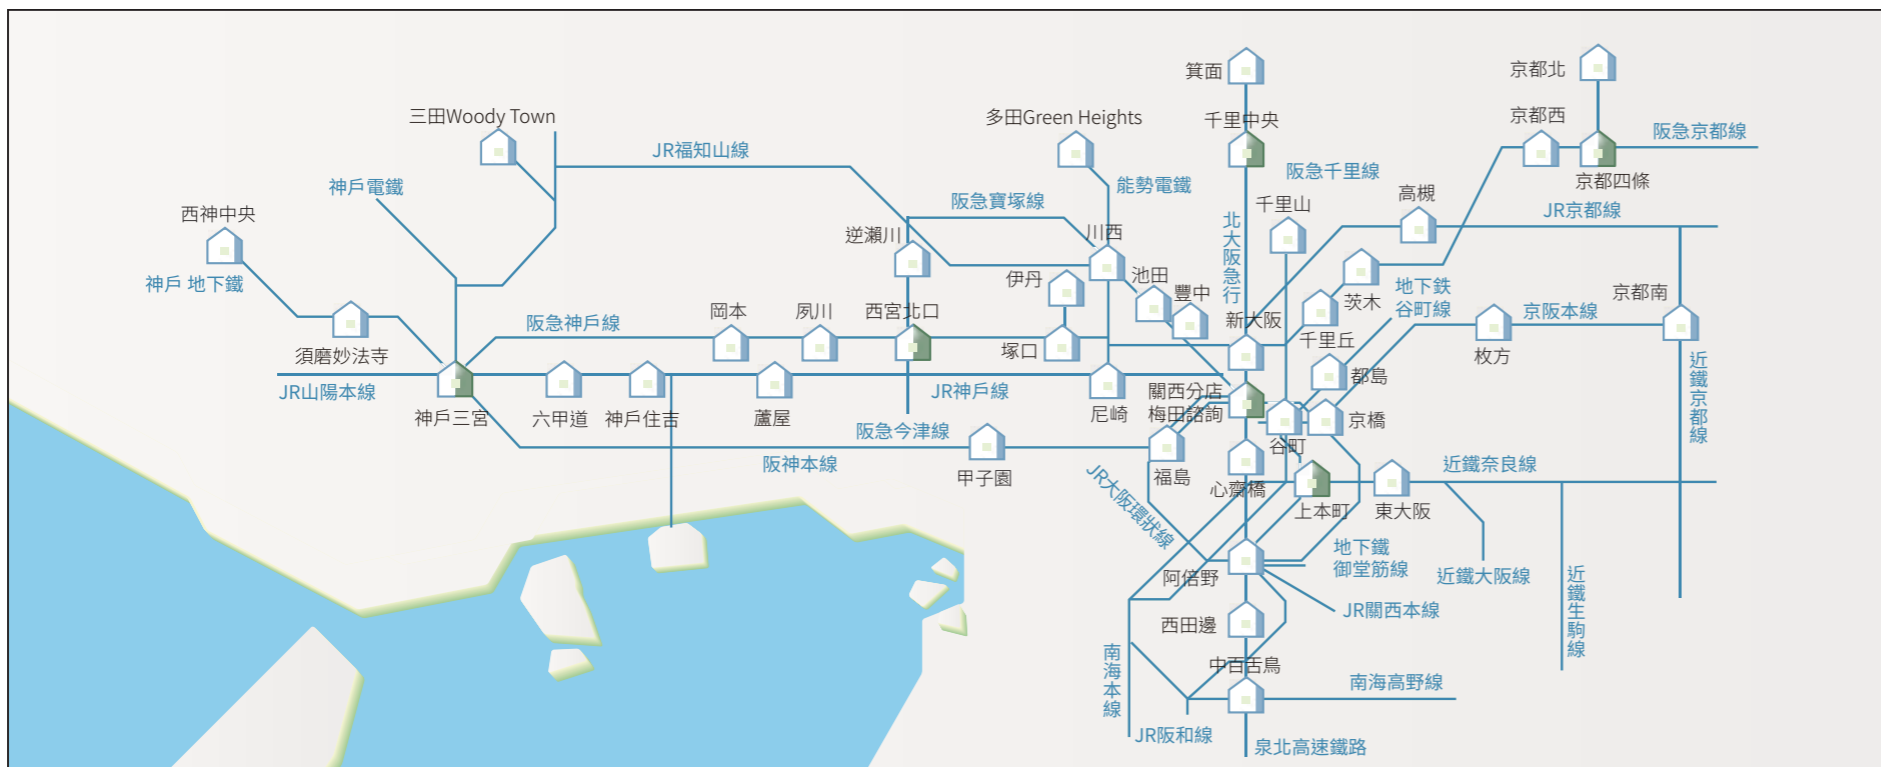 箕面
京都北
三田Woody Town
多田Green Heights
千里中央
京都西
阪急京都線
JR福知山線
阪急千里線
京都四條
神戶電鐵
能勢電鐵
高槻
西神中央
阪急寶塚線
千里山
JR京都線
北大阪急行
逆瀨川
川西
神戶 地下鐵
伊丹
池田
豐中
茨木
地下鉄
谷町線
京都南
岡本
夙川
西宮北口
新大阪
阪急神戶線
千里丘
京阪本線
須磨妙法寺
塚口
枚方
都島
近鐵京都線
JR山陽本線
JR神戶線
關西分店
梅田諮詢
神戶三宮
六甲道
神戶住吉
蘆屋
尼崎
京橋
阪急今津線
谷町
阪神本線
甲子園
福島
近鐵奈良線
JR大阪環狀線
心齋橋
上本町
東大阪
地下鐵
御堂筋線
阿倍野
近鐵大阪線
近鐵生駒線
JR關西本線
西田邊
南海本線
中百舌鳥
南海高野線
JR阪和線
泉北高速鐵路